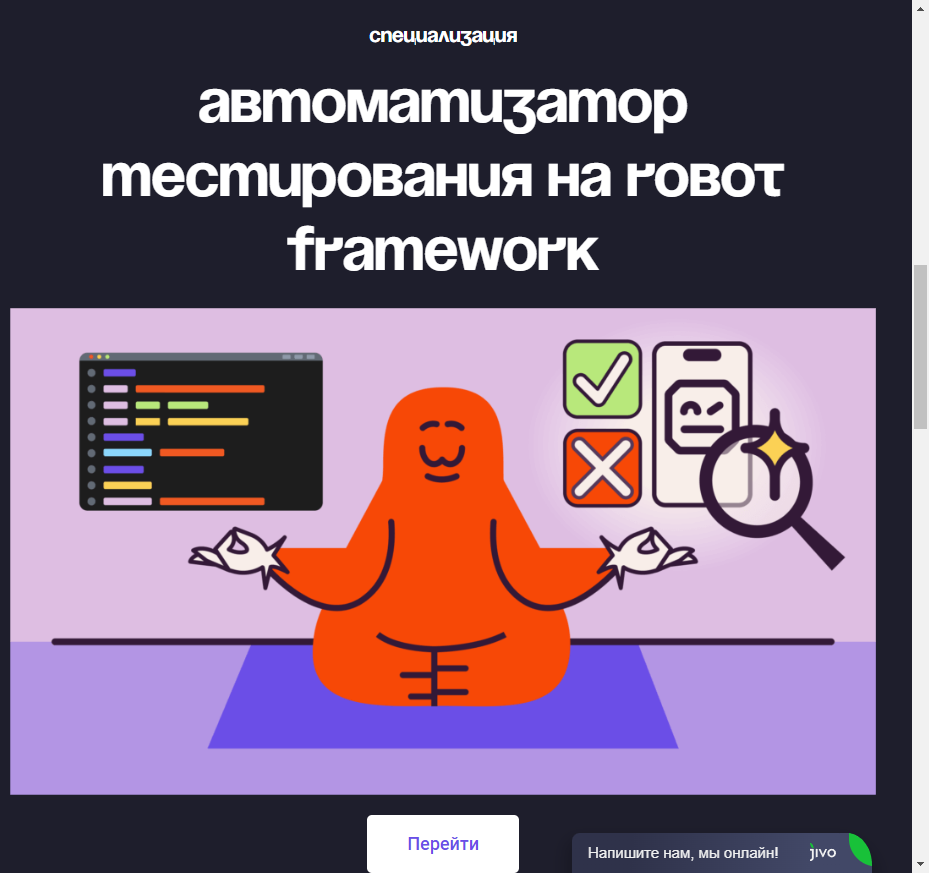 специализация
автоматизатор
тестирования на robot
framework
Перейти
Напишите нам, мы онлайн! jivo